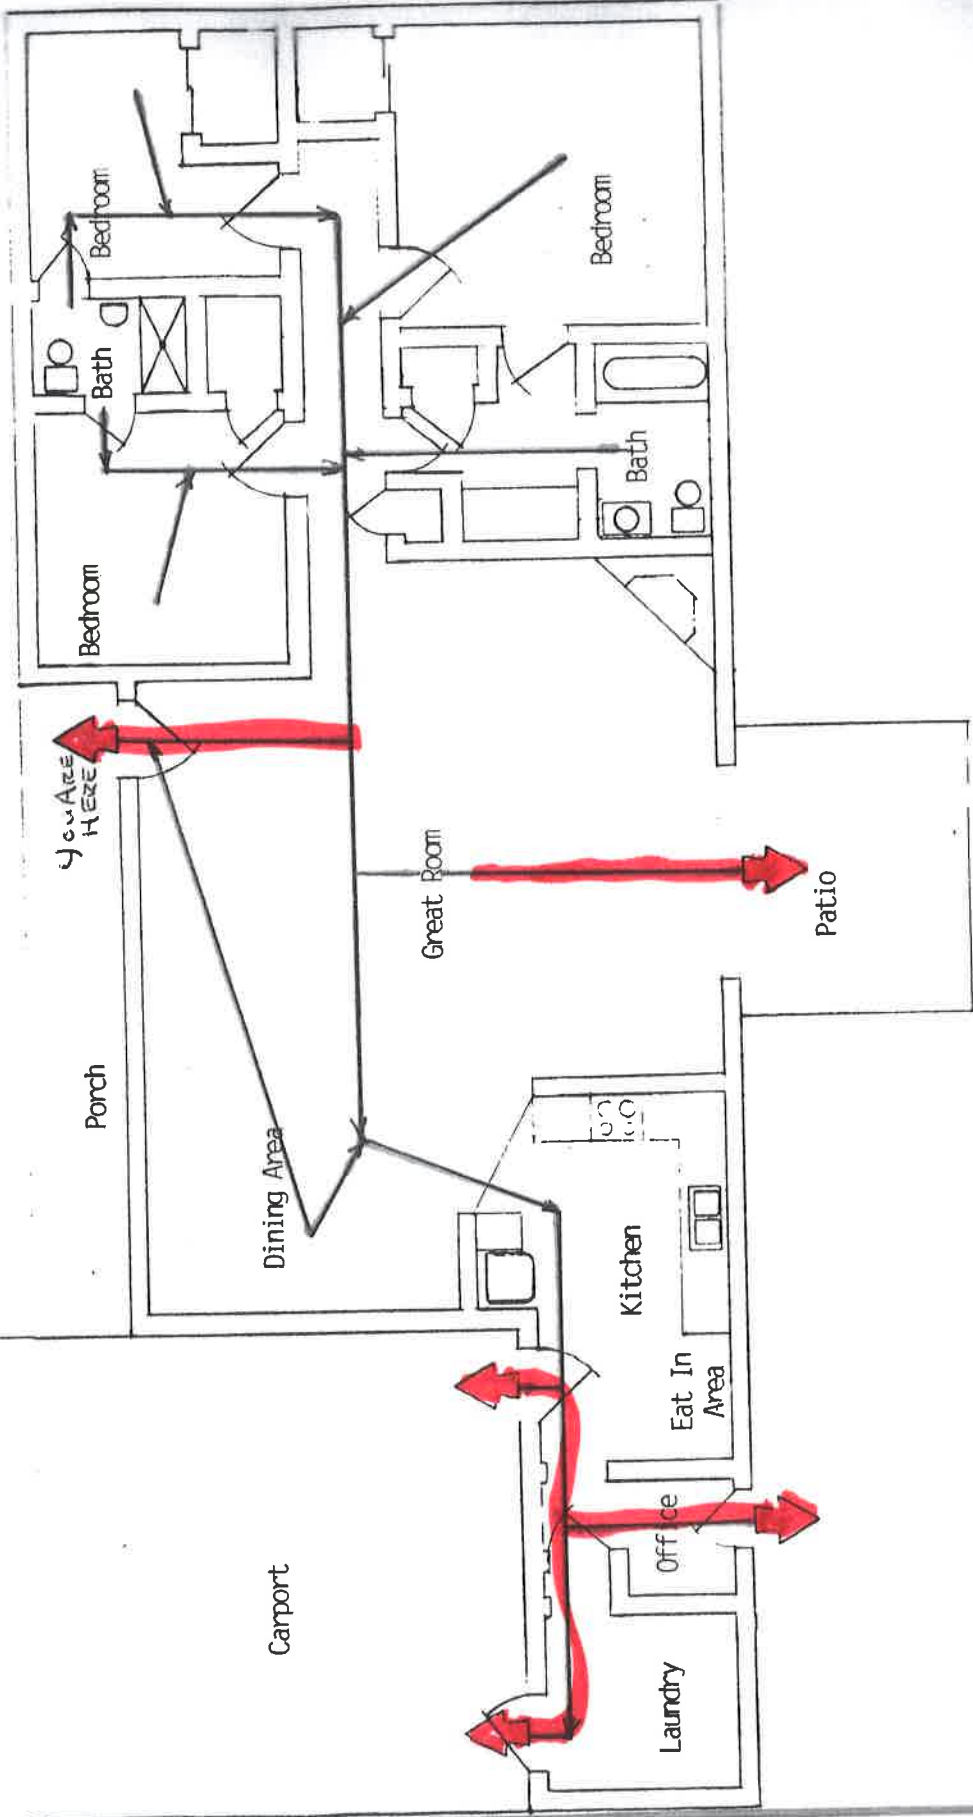 Bedroom
Bath
Bedroom
Bedroom
Bath
you ARE
HERE
Porch
Dining Area
Great Room
Patio
Kitchen
Eat In
Area
Office
Laundry
Carport